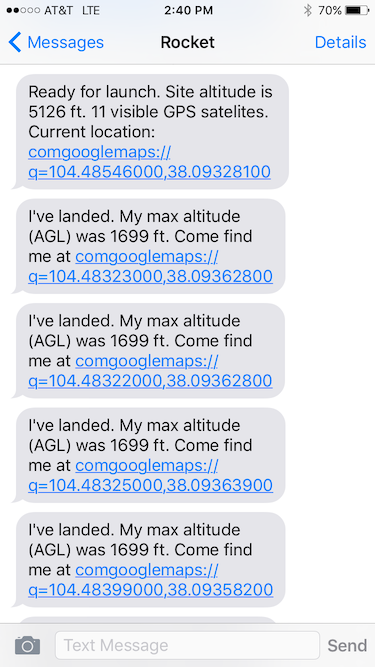 AT&T LTE 2:40 PM 70%
Messages Rocket Details
Ready for launch. Site altitude is
5126 ft. 11 visible GPS satelites.
Current location:
comgooglemaps://
q=104.48546000,38.09328100
I've landed. My max altitude
(AGL) was 1699 ft. Come find
me at comgooglemaps://
q=104.48323000,38.09362800
I've landed. My max altitude
(AGL) was 1699 ft. Come find
me at comgooglemaps://
q=104.48322000,38.09362800
I've landed. My max altitude
(AGL) was 1699 ft. Come find
me at comgooglemaps://
q=104.48325000,38.09363900
I've landed. My max altitude
(AGL) was 1699 ft. Come find
me at comgooglemaps://
q=104.48399000,38.09358200
Text Message Send